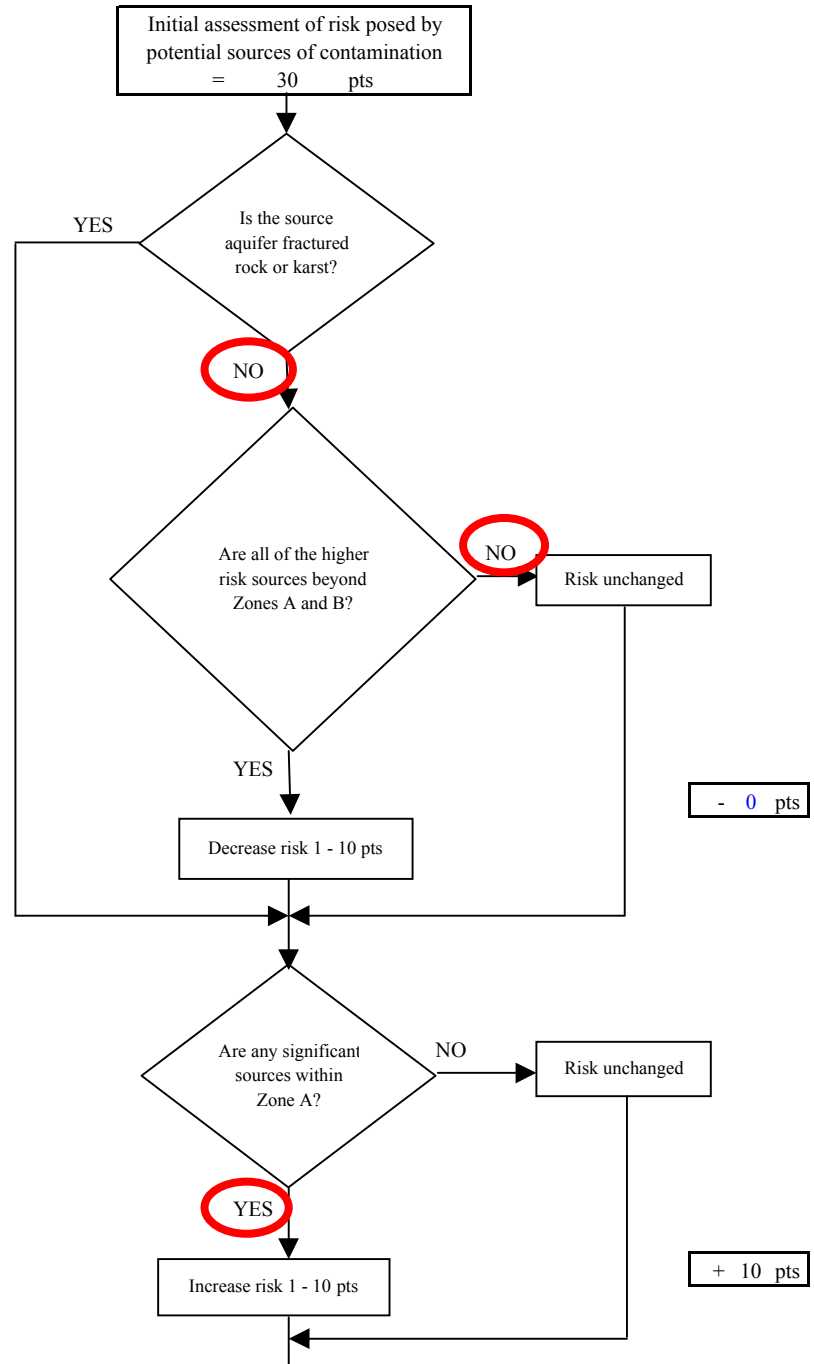 Initial assessment of risk posed by
potential sources of contamination
= 30 pts
YES
Is the source
aquifer fractured
rock or karst?
NO
Are all of the higher
risk sources beyond
Zones A and B?
NO
Risk unchanged
YES
- 0 pts
Decrease risk 1 - 10 pts
Are any significant
sources within
Zone A?
NO
Risk unchanged
YES
+ 10 pts
Increase risk 1 - 10 pts